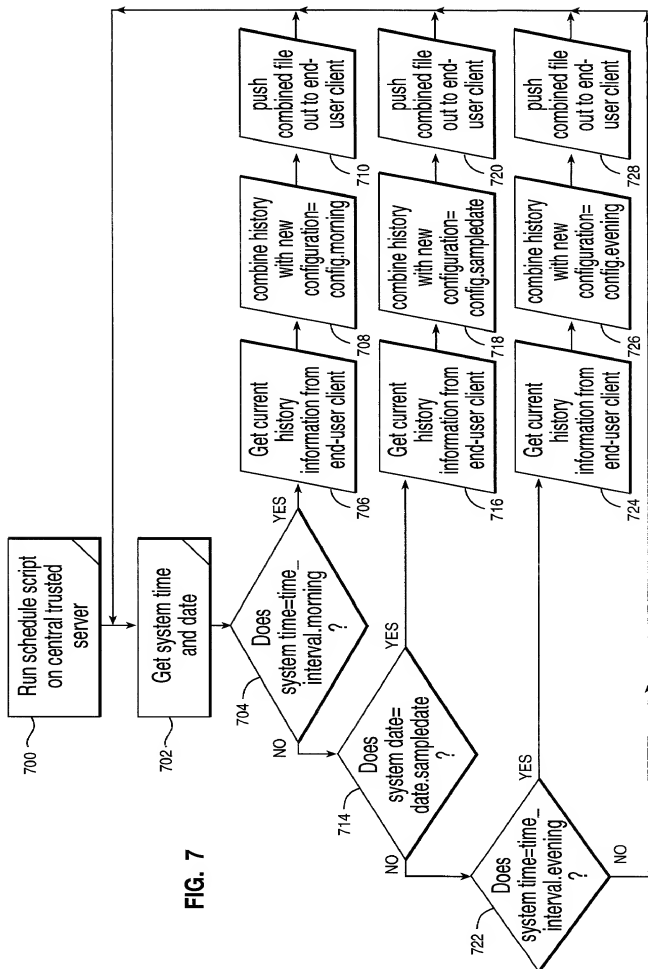 Run schedule script
on central trusted
server
700
Get system time
and date
702
Does
system time=time_
interval.morning
?
704
YES
NO
Get current
history
information from
end-user client
706
combine history
with new
configuration=
config.morning
708
push
combined file
out to end-
user client
710
Does
system date=
date.sampledate
?
714
YES
NO
Get current
history
information from
end-user client
716
combine history
with new
configuration=
config.sampledate
718
push
combined file
out to end-
user client
720
Does
system time=time_
interval.evening
?
722
YES
NO
Get current
history
information from
end-user client
724
combine history
with new
configuration=
config.evening
726
push
combined file
out to end-
user client
728
FIG. 7